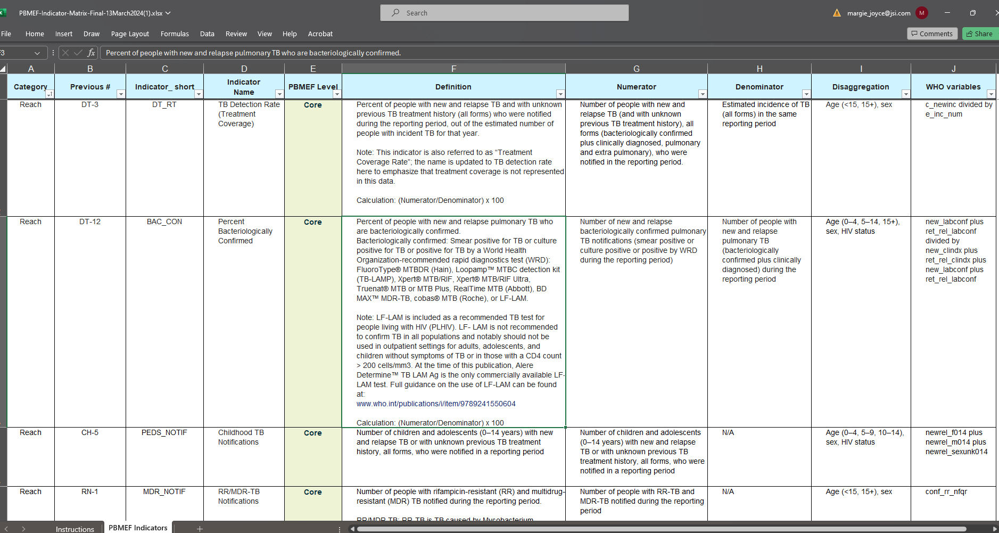 PBMEF-Indicator-Matrix-Final-13March2024(1).xlsx
Search
margie_joyce@jsi.com
M
File Home Insert Draw Page Layout Formulas Data Review View Help Acrobat
Comments
Share
F3
fx
Percent of people with new and relapse pulmonary TB who are bacteriologically confirmed.
A B C D E F G H I J
Category
Previous #
Indicator_ short
Indicator
Name
PBMEF Level
Definition
Numerator
Denominator
Disaggregation
WHO variables
Reach
DT-3
DT_RT
TB Detection Rate
(Treatment
Coverage)
Core
Percent of people with new and relapse TB and with unknown
previous TB treatment history (all forms) who were notified
during the reporting period, out of the estimated number of
people with incident TB for that year.
Note: This indicator is also referred to as “Treatment
Coverage Rate”; the name is updated to TB detection rate
here to emphasize that treatment coverage is not represented
in this data.
Calculation: (Numerator/Denominator) x 100
Number of people with new and
relapse TB (and with unknown
previous TB treatment history), all
forms (bacteriologically confirmed
plus clinically diagnosed, pulmonary
and extra pulmonary), who were
notified in the reporting period.
Estimated incidence of TB
(all forms) in the same
reporting period
Age (<15, 15+), sex
c_newinc divided by
e_inc_num
Reach
DT-12
BAC_CON
Percent
Bacteriologically
Confirmed
Core
Percent of people with new and relapse pulmonary TB who
are bacteriologically confirmed.
Bacteriologically confirmed: Smear positive for TB or culture
positive for TB or positive for TB by a World Health
Organization-recommended rapid diagnostics test (WRD):
FluoroType® MTBDR (Hain), Loopamp™ MTBC detection kit
(TB-LAMP), Xpert® MTB/RIF, Xpert® MTB/RIF Ultra,
Truenat® MTB or MTB Plus, RealTime MTB (Abbott), BD
MAX™ MDR-TB, cobas® MTB (Roche), or LF-LAM.
Note: LF-LAM is included as a recommended TB test for
people living with HIV (PLHIV). LF- LAM is not recommended
to confirm TB in all populations and notably should not be
used in outpatient settings for adults, adolescents, and
children without symptoms of TB or in those with a CD4 count
> 200 cells/mm3. At the time of this publication, Alere
Determine™ TB LAM Ag is the only commercially available LF-
LAM test. Full guidance on the use of LF-LAM can be found
at:
www.who.int/publications/i/item/9789241550604
Calculation: (Numerator/Denominator) x 100
Number of new and relapse
bacteriologically confirmed pulmonary
TB notifications (smear positive or
culture positive or positive by WRD
during the reporting period)
Number of people with
new and relapse
pulmonary TB
(bacteriologically
confirmed plus clinically
diagnosed) during the
reporting period
Age (0–4, 5–14, 15+),
sex, HIV status
new_labconf plus
ret_rel_labconf
divided by
new_clindx plus
ret_rel_clindx plus
new_labconf plus
ret_rel_labconf
Reach
CH-5
PEDS_NOTIF
Childhood TB
Notifications
Core
Number of children and adolescents (0–14 years) with new
and relapse TB or with unknown previous TB treatment
history, all forms, who were notified in a reporting period
Number of children and adolescents
(0–14 years) with new and relapse
TB or with unknown previous TB
treatment history, all forms, who were
notified in a reporting period
N/A
Age (0–4, 5–9, 10–14),
sex, HIV status
newrel_f014 plus
newrel_m014 plus
newrel_sexunk014
Reach
RN-1
MDR_NOTIF
RR/MDR-TB
Notifications
Core
Number of people with rifampicin-resistant (RR) and multidrug-
resistant (MDR) TB notified during the reporting period.
RR/MDR-TB: RR-TB is TB caused by Mycobacterium
Number of people with RR-TB and
MDR-TB notified during the reporting
period
N/A
Age (<15, 15+), sex
conf_rr_nfqr
Instructions
PBMEF Indicators